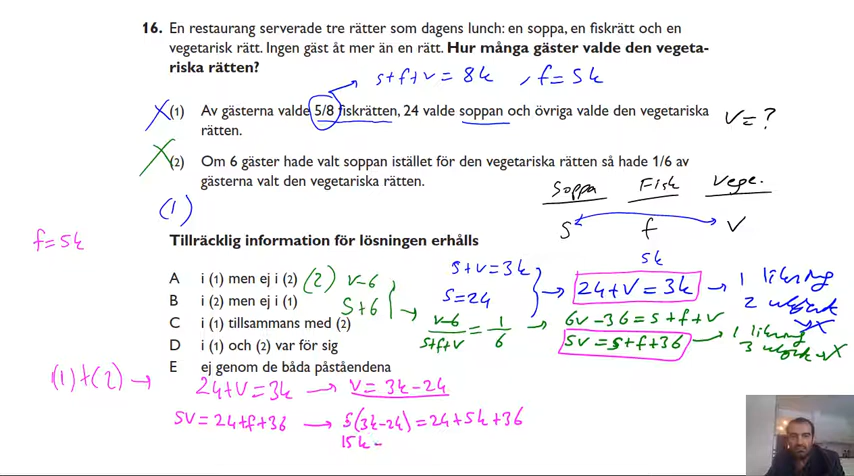 16. En restaurang serverade tre rätter som dagens lunch: en soppa, en fiskrätt och en
vegetarisk rätt. Ingen gäst åt mer än en rätt. Hur många gäster valde den vegeta-
riska rätten?
s+f+v = 8k , f=5k
(1) Av gästerna valde 5/8 fiskrätten, 24 valde soppan och övriga valde den vegetariska
rätten.
V=?
(2) Om 6 gäster hade valt soppan istället för den vegetariska rätten så hade 1/6 av
gästerna valt den vegetariska rätten.
Soppa Fisk Vege.
S f V
5k
(1)
f=5k
Tillräcklig information för lösningen erhålls
A i (1) men ej i (2)
B i (2) men ej i (1)
C i (1) tillsammans med (2)
D i (1) och (2) var för sig
E ej genom de båda påståendena
s+v=3k
s=24
24+v=3k
1
2
X
(2) v-6
s+6
v-6/s+f+v = 1/6
6v-36=s+f+v
5v=s+f+36
1
3
X
(1)+(2)
24+v=3k
v=3k-24
5v=24+f+36
5(3k-24)=24+5k+36
15k-